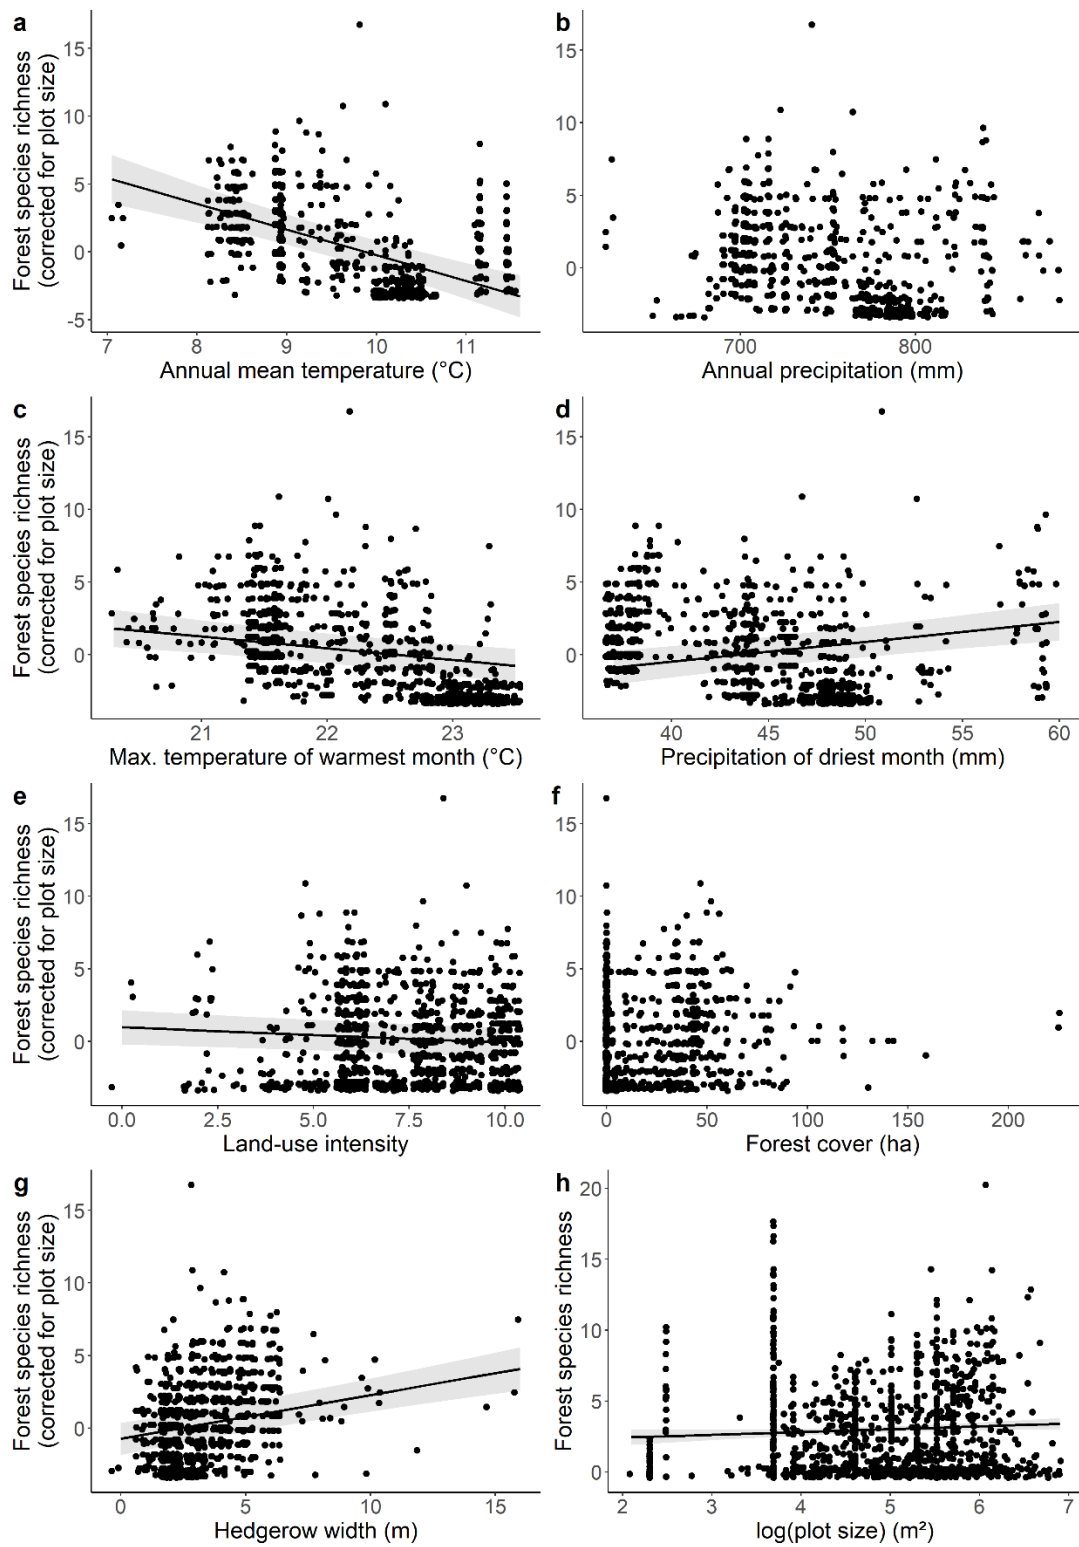 a
Forest species richness
(corrected for plot size)
15
10
5
0
-5
7 8 9 10 11
Annual mean temperature (°C)
b
15
10
5
0
700 800
Annual precipitation (mm)
c
Forest species richness
(corrected for plot size)
15
10
5
0
21 22 23
Max. temperature of warmest month (°C)
d
15
10
5
0
40 45 50 55 60
Precipitation of driest month (mm)
e
Forest species richness
(corrected for plot size)
15
10
5
0
0.0 2.5 5.0 7.5 10.0
Land-use intensity
f
15
10
5
0
0 50 100 150 200
Forest cover (ha)
g
Forest species richness
(corrected for plot size)
15
10
5
0
0 5 10 15
Hedgerow width (m)
h
Forest species richness
20
15
10
5
0
2 3 4 5 6 7
log(plot size) (m²)